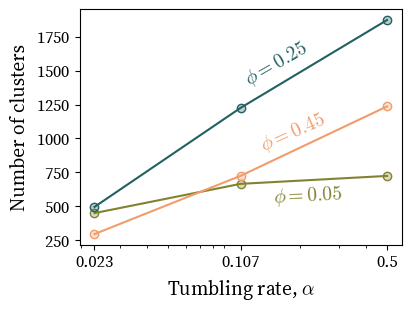 1750
1500
1250
1000
750
500
250
Number of clusters
ϕ = 0.25
ϕ = 0.45
ϕ = 0.05
0.023 0.107 0.5
Tumbling rate, α